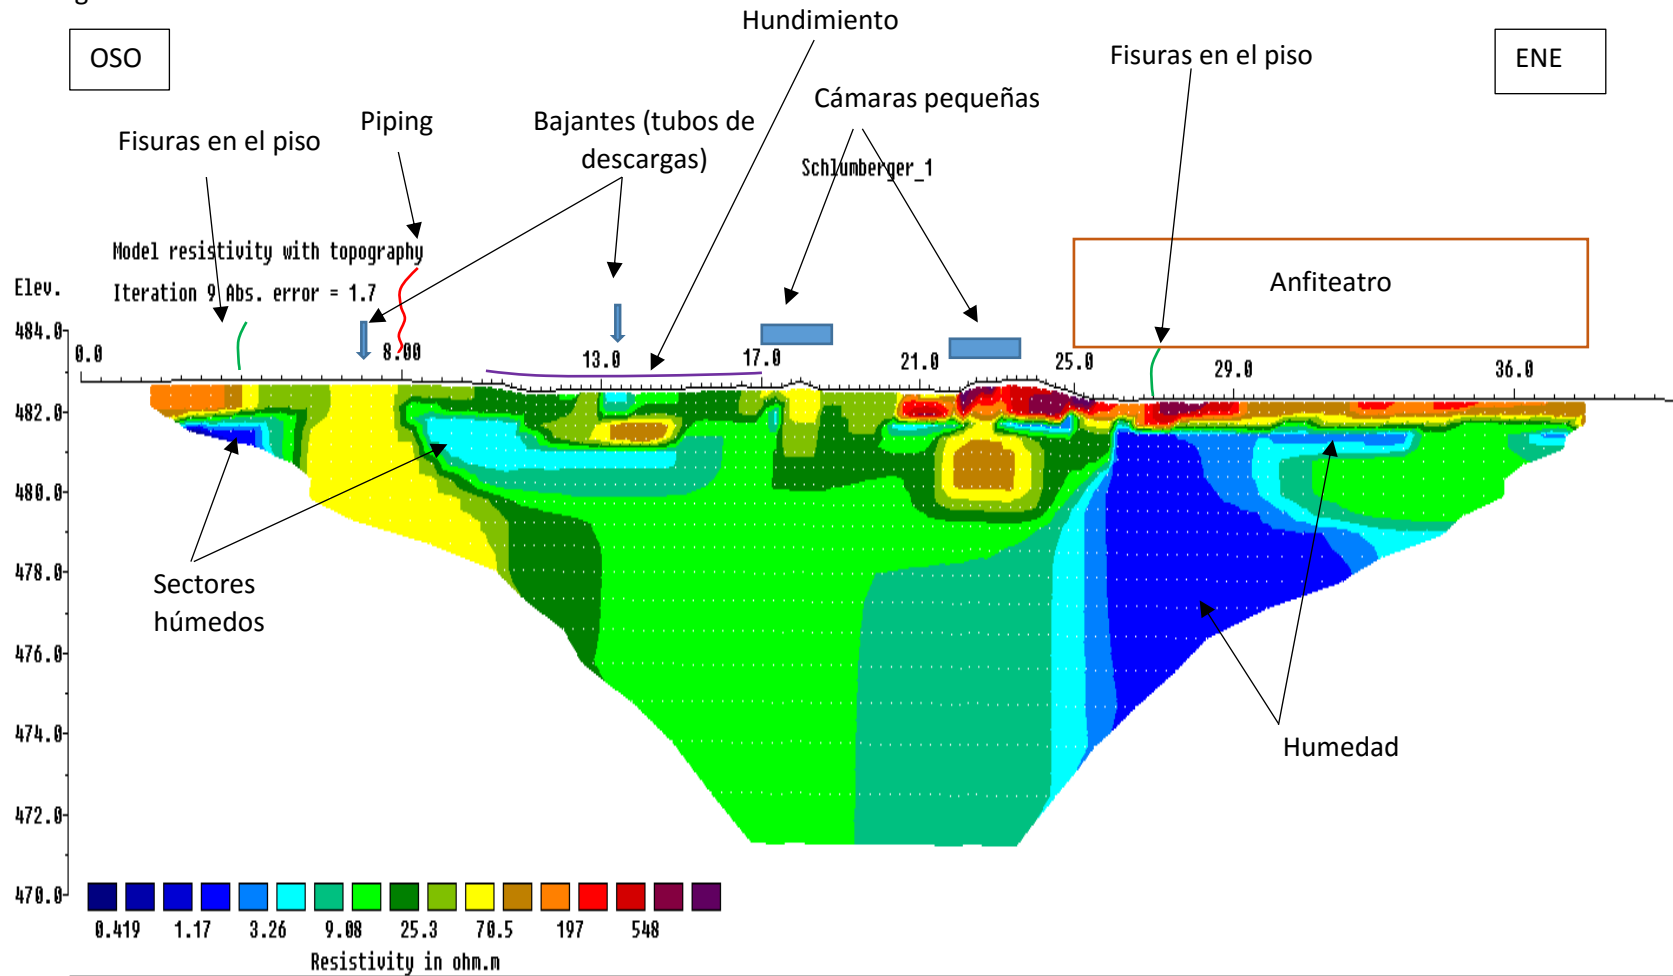 Hundimiento
OSO
Fisuras en el piso
ENE
Cámaras pequeñas
Piping
Bajantes (tubos de
descargas)
Fisuras en el piso
Schlumberger_1
Model resistivity with topography
Iteration 9 Abs. error = 1.7
Anfiteatro
Elev.
484.0
0.0
8.00
13.0
17.0
21.0
25.0
29.0
36.0
482.0
480.0
478.0
Sectores
húmedos
476.0
474.0
Humedad
472.0
470.0
0.419 1.17 3.26 9.08 25.3 70.5 197 548
Resistivity in ohm.m